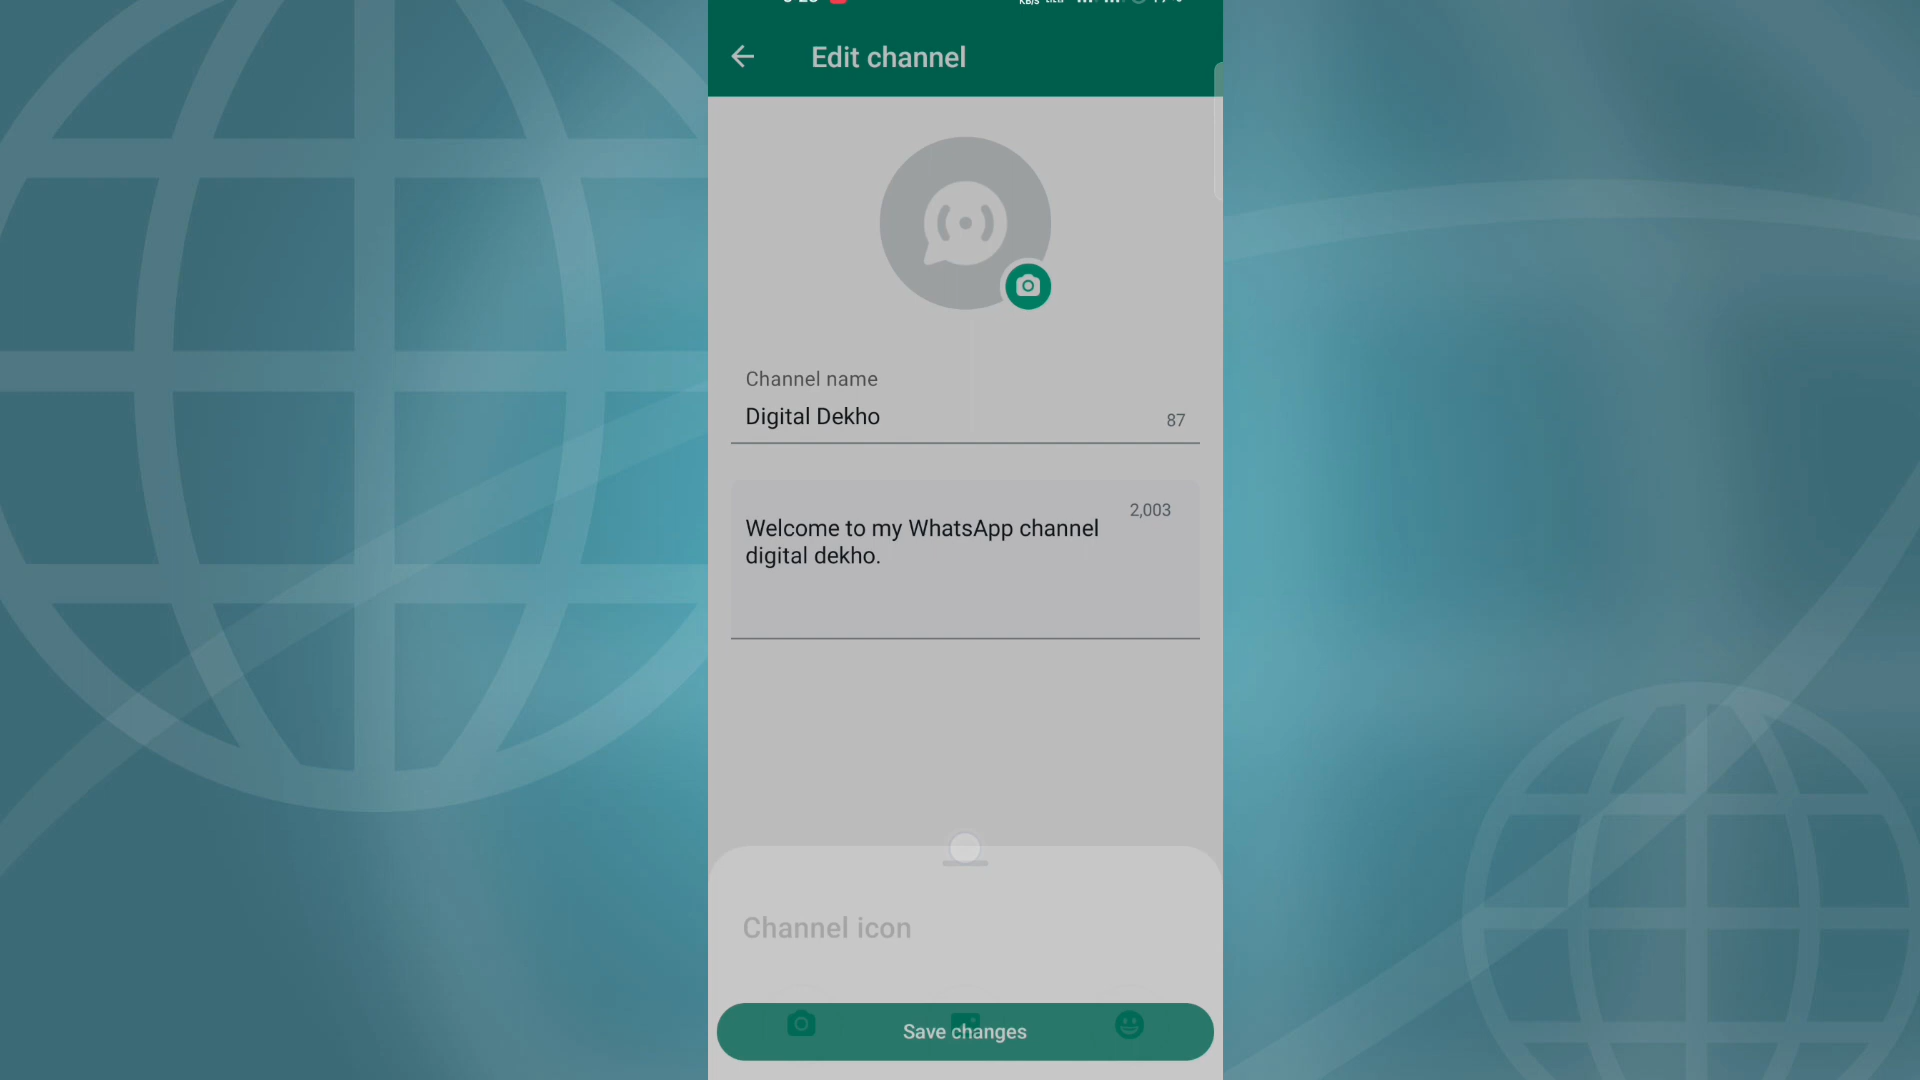 Edit channel
Channel name
Digital Dekho
87
2,003
Welcome to my WhatsApp channel
digital dekho.
Channel icon
Save changes